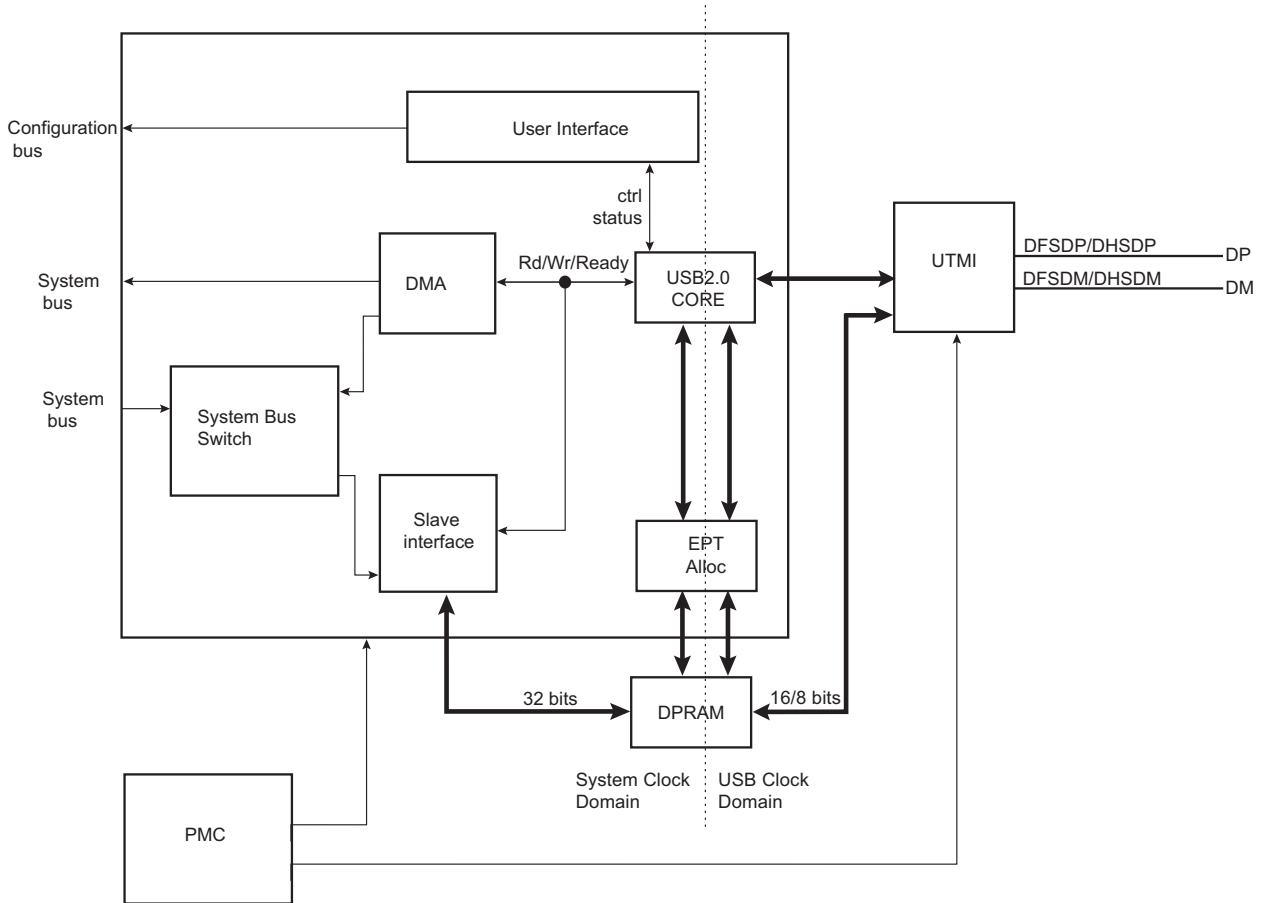 Configuration
bus
User Interface
ctrl
status
System
bus
DMA
Rd/Wr/Ready
USB2.0
CORE
UTMI
DFSDP/DHSDP
DP
DFSDM/DHSDM
DM
System
bus
System Bus
Switch
Slave
interface
EPT
Alloc
32 bits
DPRAM
16/8 bits
System Clock
Domain
USB Clock
Domain
PMC